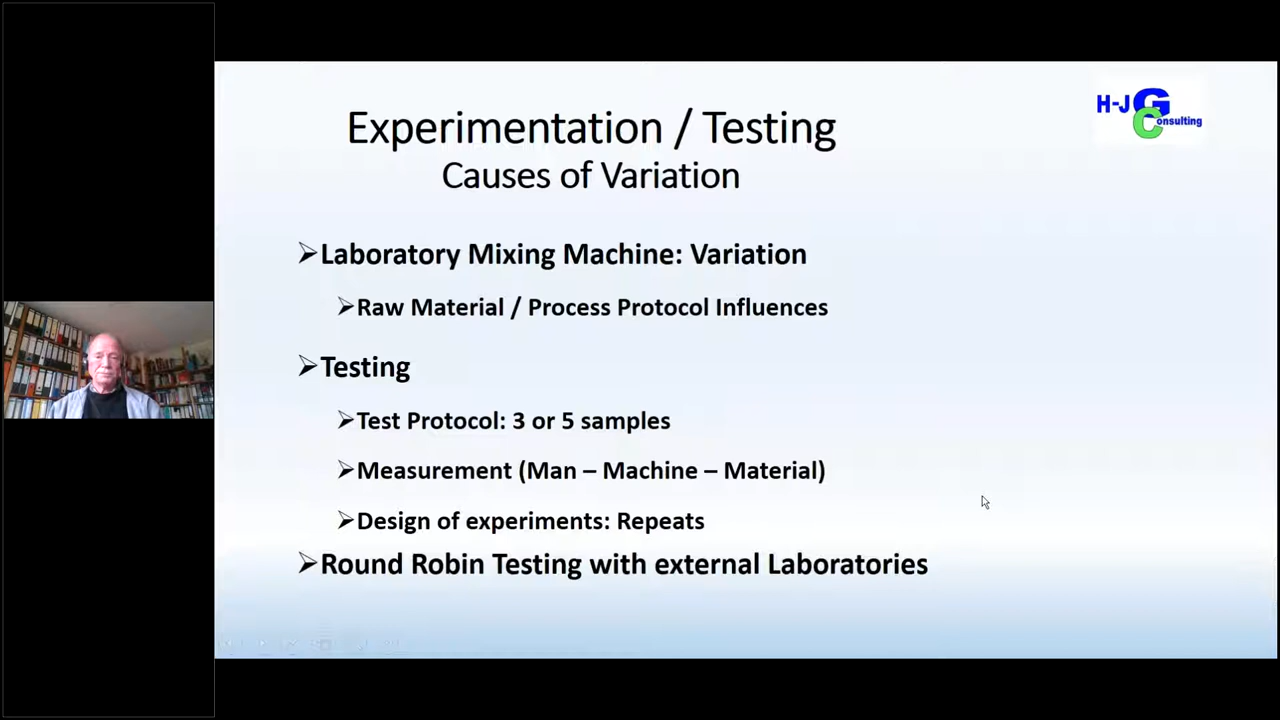 Experimentation / Testing
Causes of Variation
H-J G
Consulting
➢Laboratory Mixing Machine: Variation
➢Raw Material / Process Protocol Influences
➢Testing
➢Test Protocol: 3 or 5 samples
➢Measurement (Man – Machine – Material)
➢Design of experiments: Repeats
➢Round Robin Testing with external Laboratories